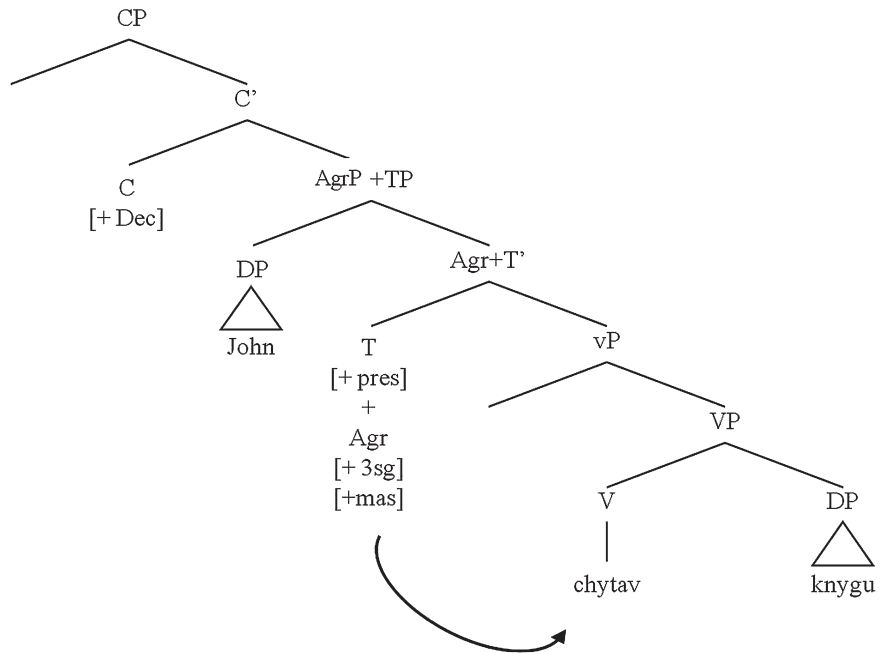 CP
C’
C
[+ Dec]
AgrP +TP
DP
John
Agr+T’
T
[+ pres]
+
Agr
[+ 3sg]
[+mas]
vP
VP
V
chytav
DP
knygu